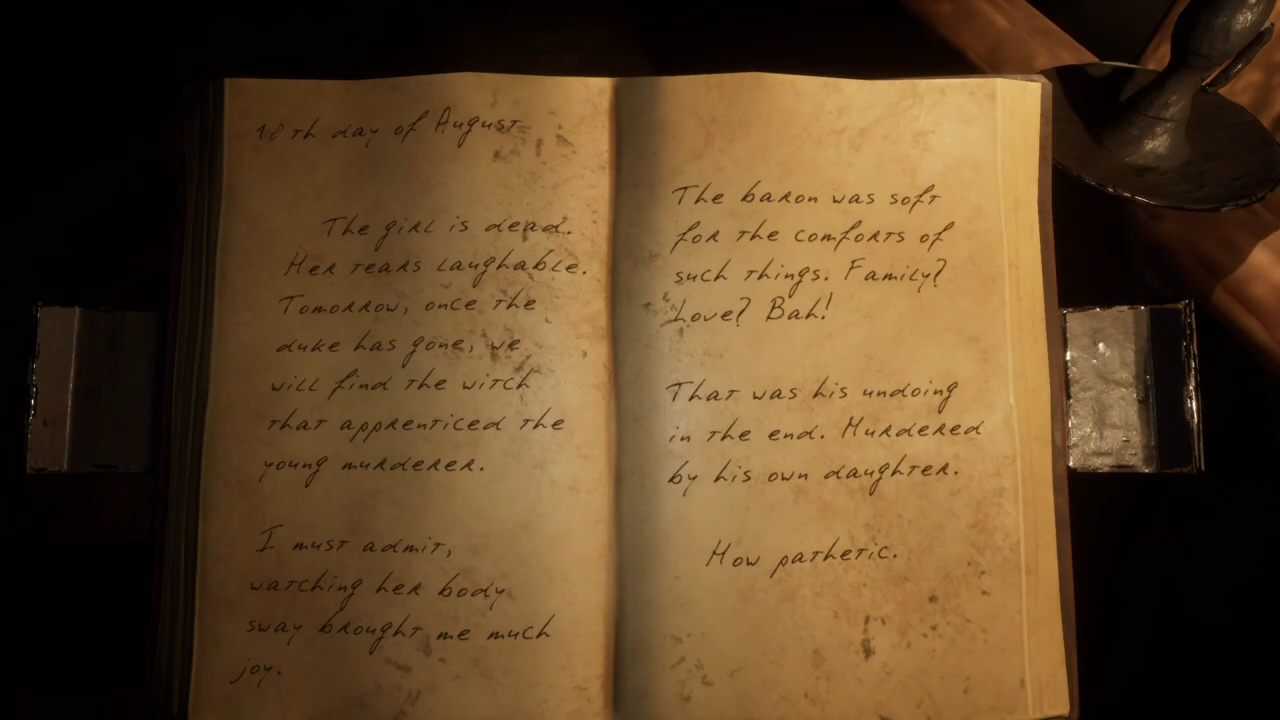 18th day of August
The girl is dead.
Her tears laughable.
Tomorrow, once the
duke has gone, we
will find the witch
that apprenticed the
young murderer.
I must admit,
watching her body
sway brought me much
joy.
The baron was soft
for the comforts of
such things. Family?
Love? Bah!
That was his undoing
in the end. Murdered
by his own daughter.
How pathetic.